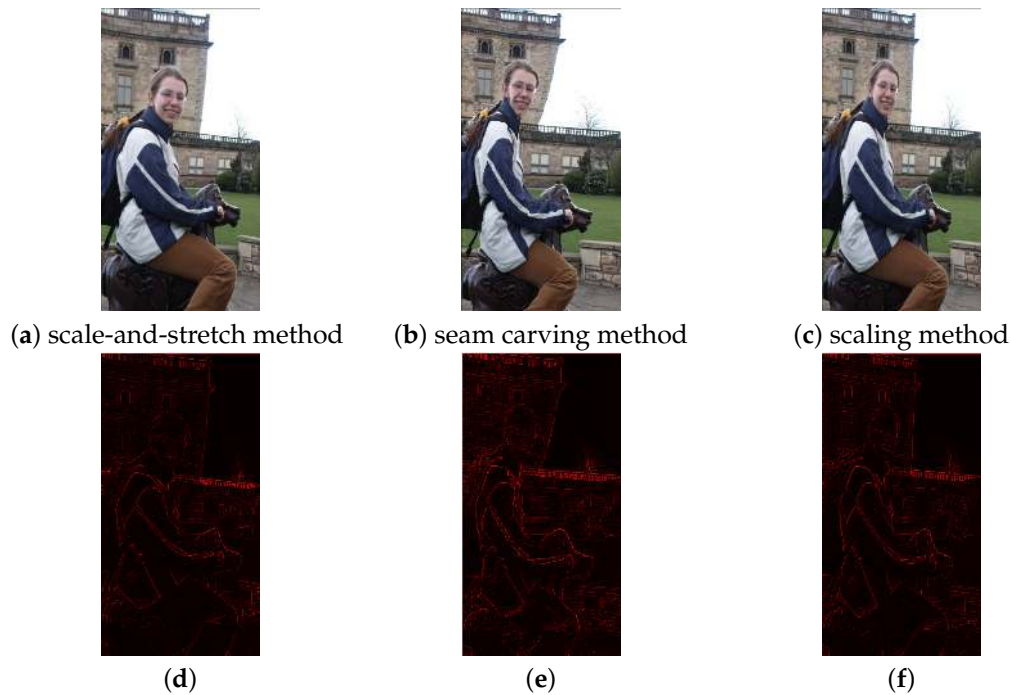 (a) scale-and-stretch method
(b) seam carving method
(c) scaling method
(d)
(e)
(f)